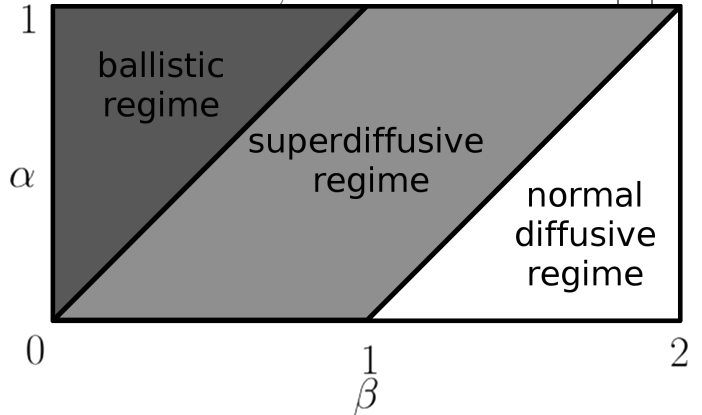 1
ballistic
regime
superdiffusive
regime
α
normal
diffusive
regime
0
1
2
β